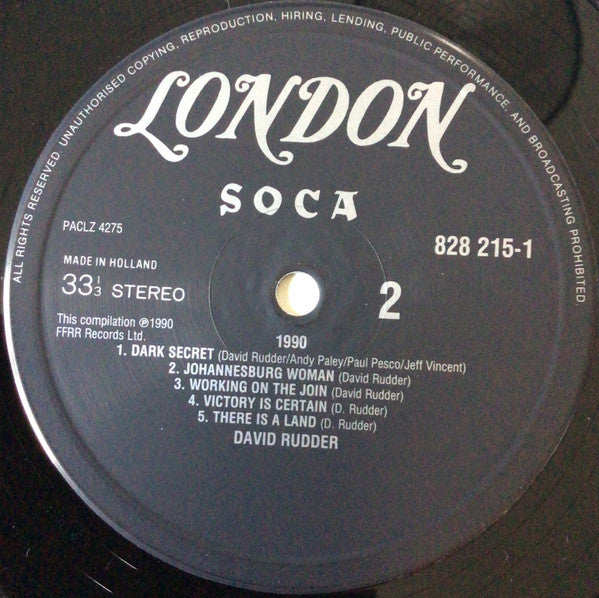 ALL RIGHTS RESERVED. UNAUTHORISED COPYING, REPRODUCTION, HIRING, LENDING, PUBLIC PERFORMANCE, AND BROADCASTING PROHIBITED.
LONDON
SOCA
PACLZ 4275
828 215-1
MADE IN HOLLAND
33 1/3 STEREO
2
This compilation ℗1990
FFRR Records Ltd.
1990
1. DARK SECRET (David Rudder/Andy Paley/Paul Pesco/Jeff Vincent)
2. JOHANNESBURG WOMAN (David Rudder)
3. WORKING ON THE JOIN (David Rudder)
4. VICTORY IS CERTAIN (D. Rudder)
5. THERE IS A LAND (D. Rudder)
DAVID RUDDER